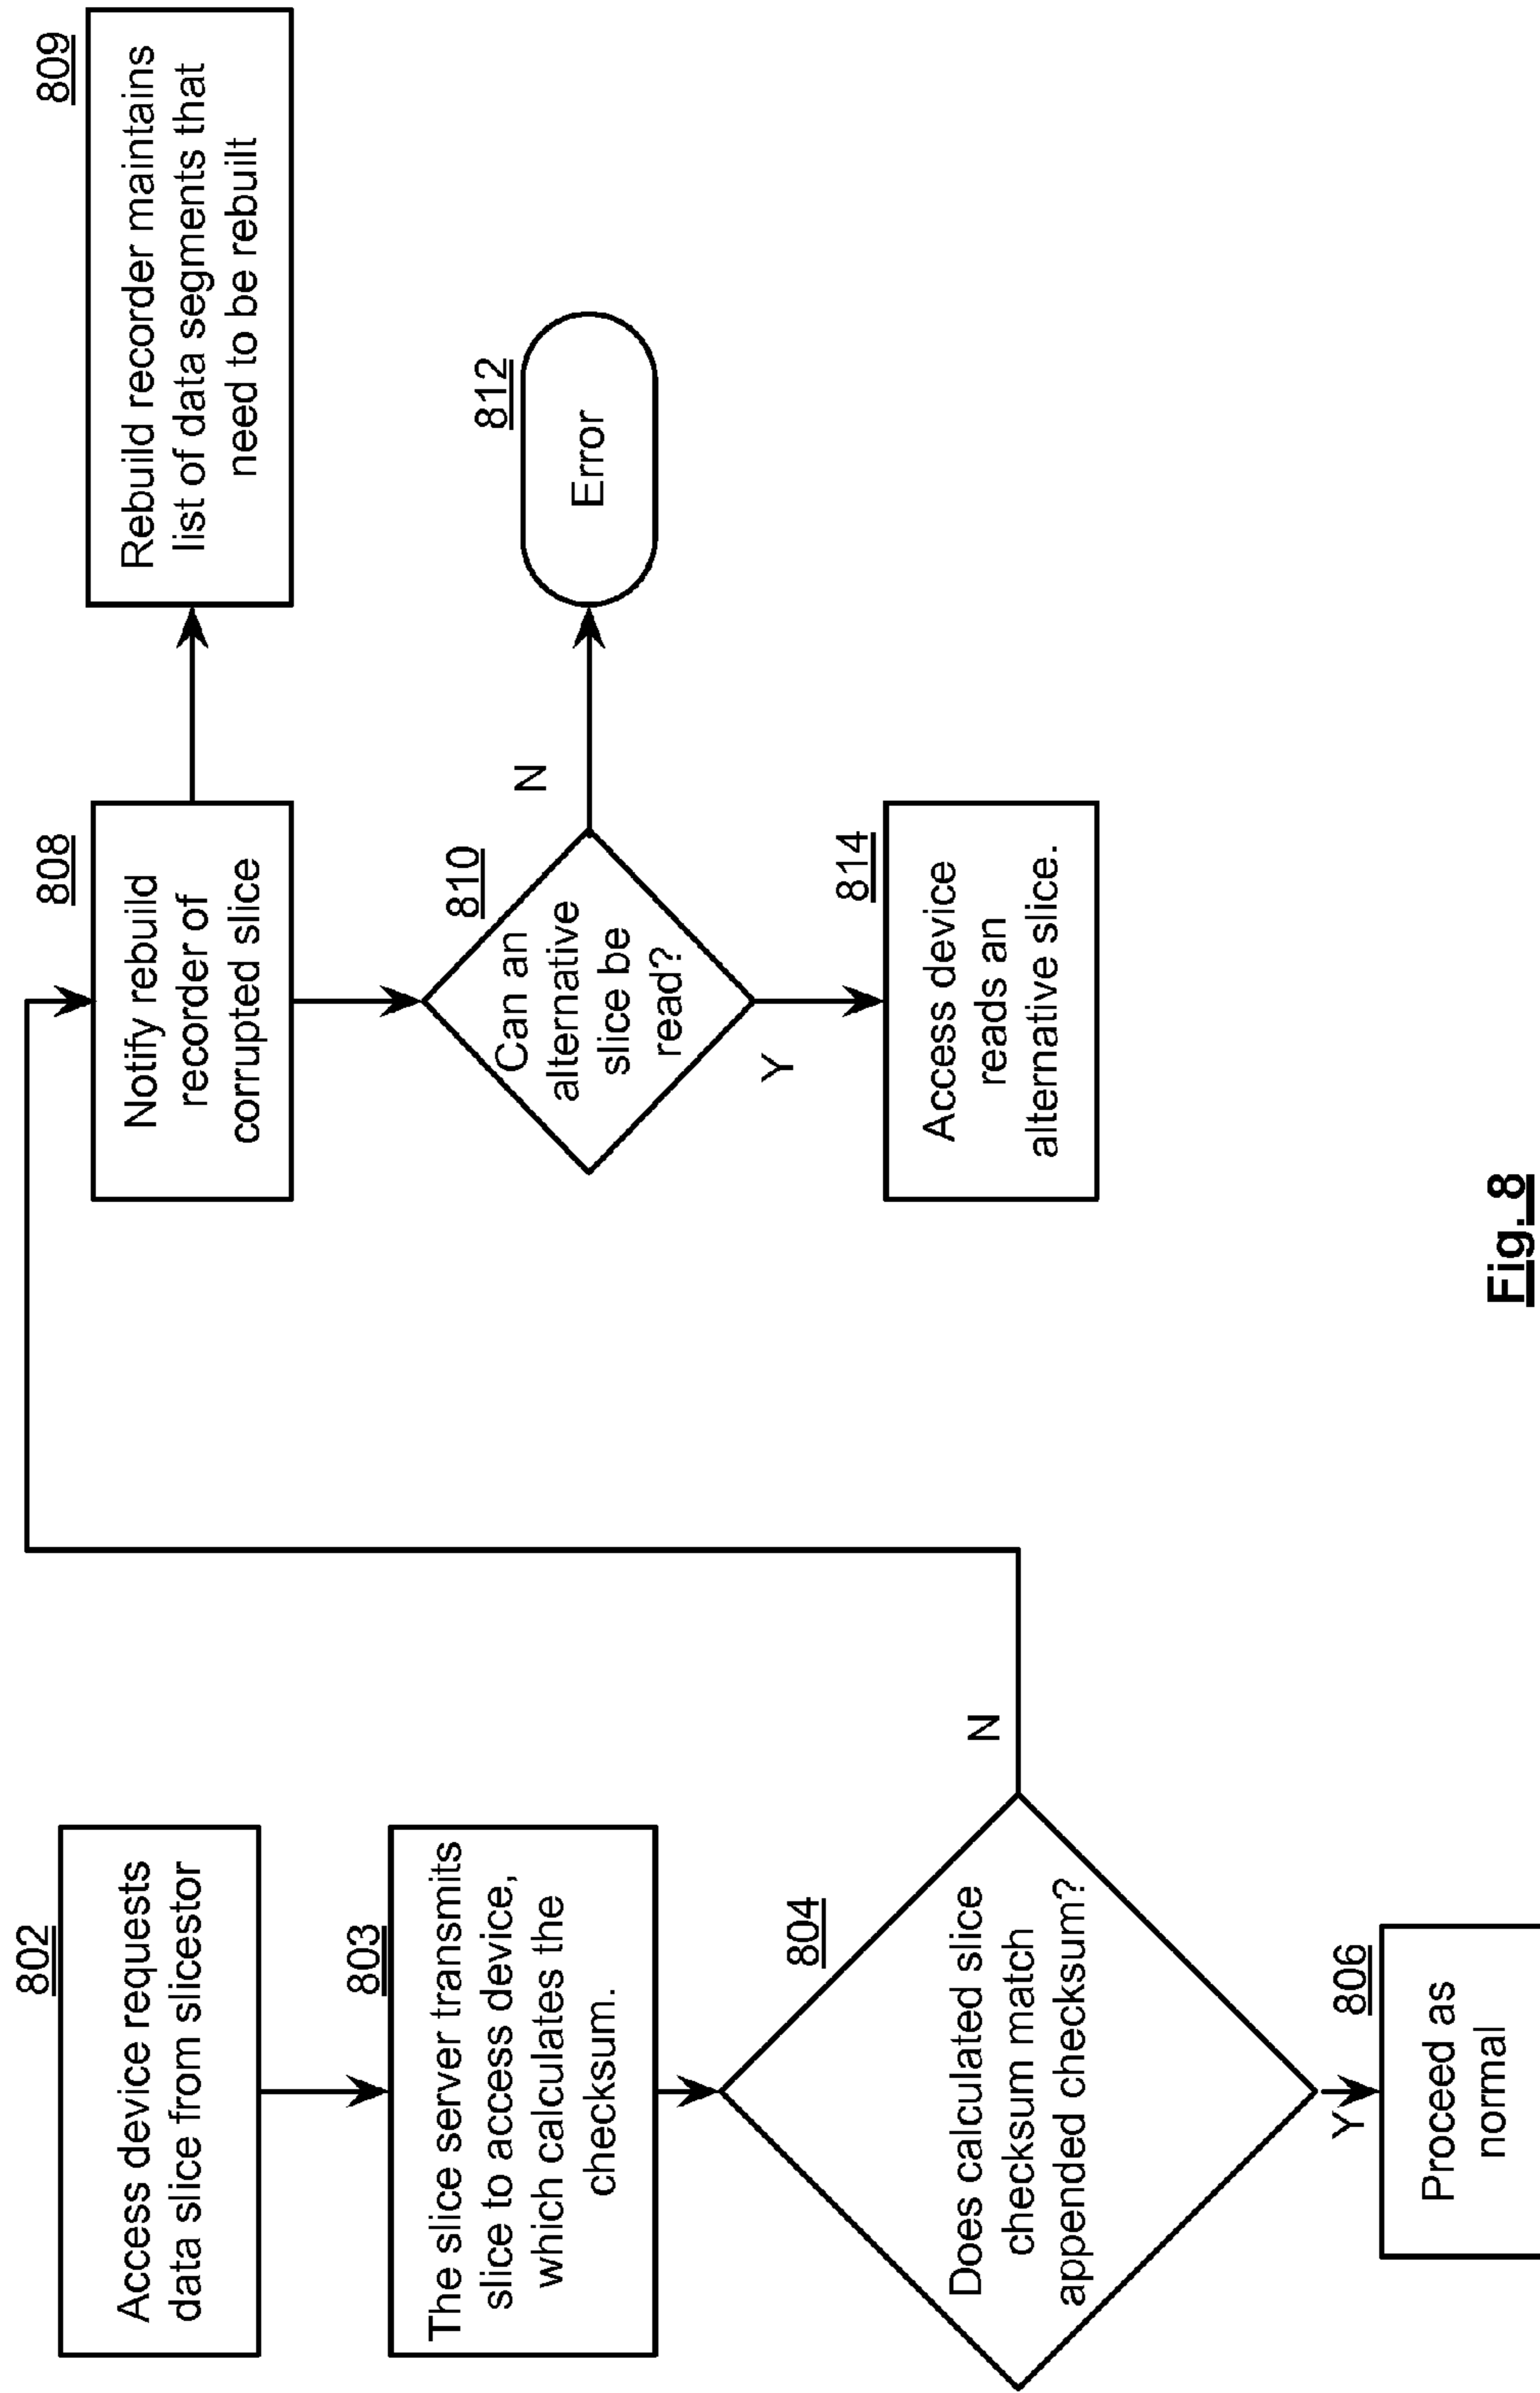 802
Access device requests
data slice from slicestor
803
The slice server transmits
slice to access device,
which calculates the
checksum.
804
Does calculated slice
checksum match
appended checksum?
N
Y
806
Proceed as
normal
808
Notify rebuild
recorder of
corrupted slice
809
Rebuild recorder maintains
list of data segments that
need to be rebuilt
810
Can an
alternative
slice be
read?
N
812
Error
Y
814
Access device
reads an
alternative slice.
Fig. 8